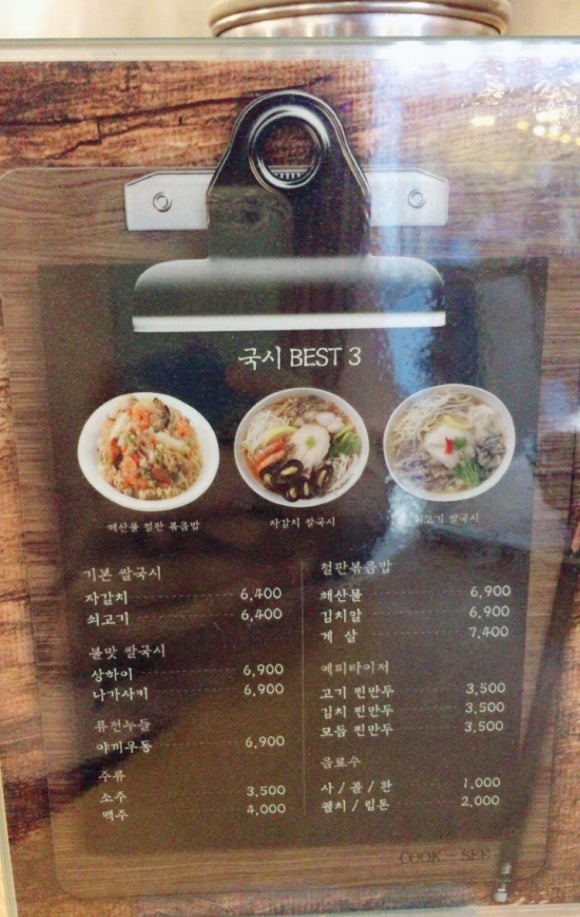 국시 BEST 3
해산물 철판 볶음밥
자갈치 쌀국시
쇠고기 쌀국시
기본 쌀국시
자갈치 6,400
쇠고기 6,400
불맛 쌀국시
상하이 6,900
나가사키 6,900
류전누들
야끼우동 6,900
주류
소주 3,500
맥주 4,000
철판볶음밥
해산물 6,900
김치알 6,900
게 살 7,400
에피타이저
고기 찐만두 3,500
김치 찐만두 3,500
모듬 찐만두 3,500
음료수
사 / 콜 / 환 1,000
웰치 / 립톤 2,000
COOK - SEE